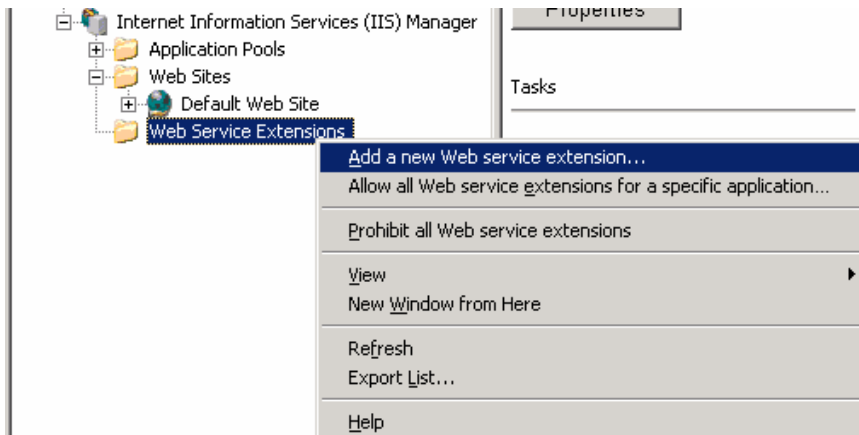 Properties
Internet Information Services (IIS) Manager
Application Pools
Web Sites
Default Web Site
Web Service Extensions
Tasks
Add a new Web service extension...
Allow all Web service extensions for a specific application...
Prohibit all Web service extensions
View
New Window from Here
Refresh
Export List...
Help